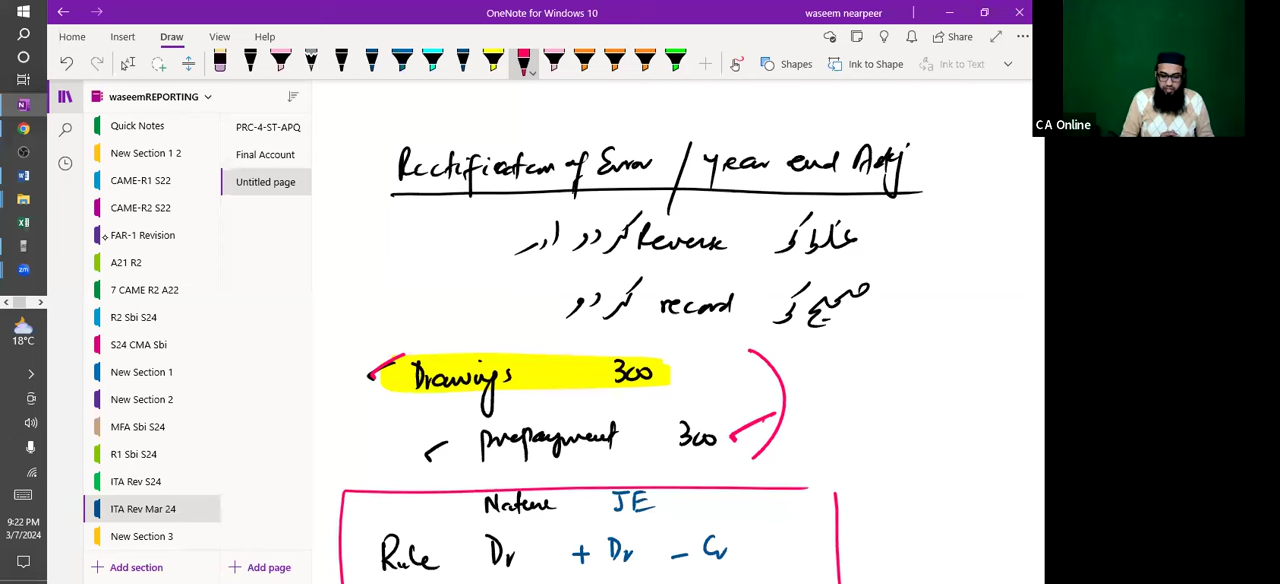 OneNote for Windows 10
waseem nearpeer
Home Insert Draw View Help
Share
Shapes
Ink to Shape
Ink to Text
waseemREPORTING
Quick Notes
New Section 1 2
CAME-R1 S22
CAME-R2 S22
FAR-1 Revision
A21 R2
7 CAME R2 A22
R2 Sbi S24
S24 CMA Sbi
New Section 1
New Section 2
MFA Sbi S24
R1 Sbi S24
ITA Rev S24
ITA Rev Mar 24
New Section 3
Add section
PRC-4-ST-APQ
Final Account
Untitled page
Add page
Rectification of Error / Year end Adj
غلط کو Reverse کر دو اور
صحیح کو record کر دو
Drawings 300
prepayment 300
Nature JE
Rule Dr + Dr - Cr
CA Online
18°C
9:22 PM
3/7/2024